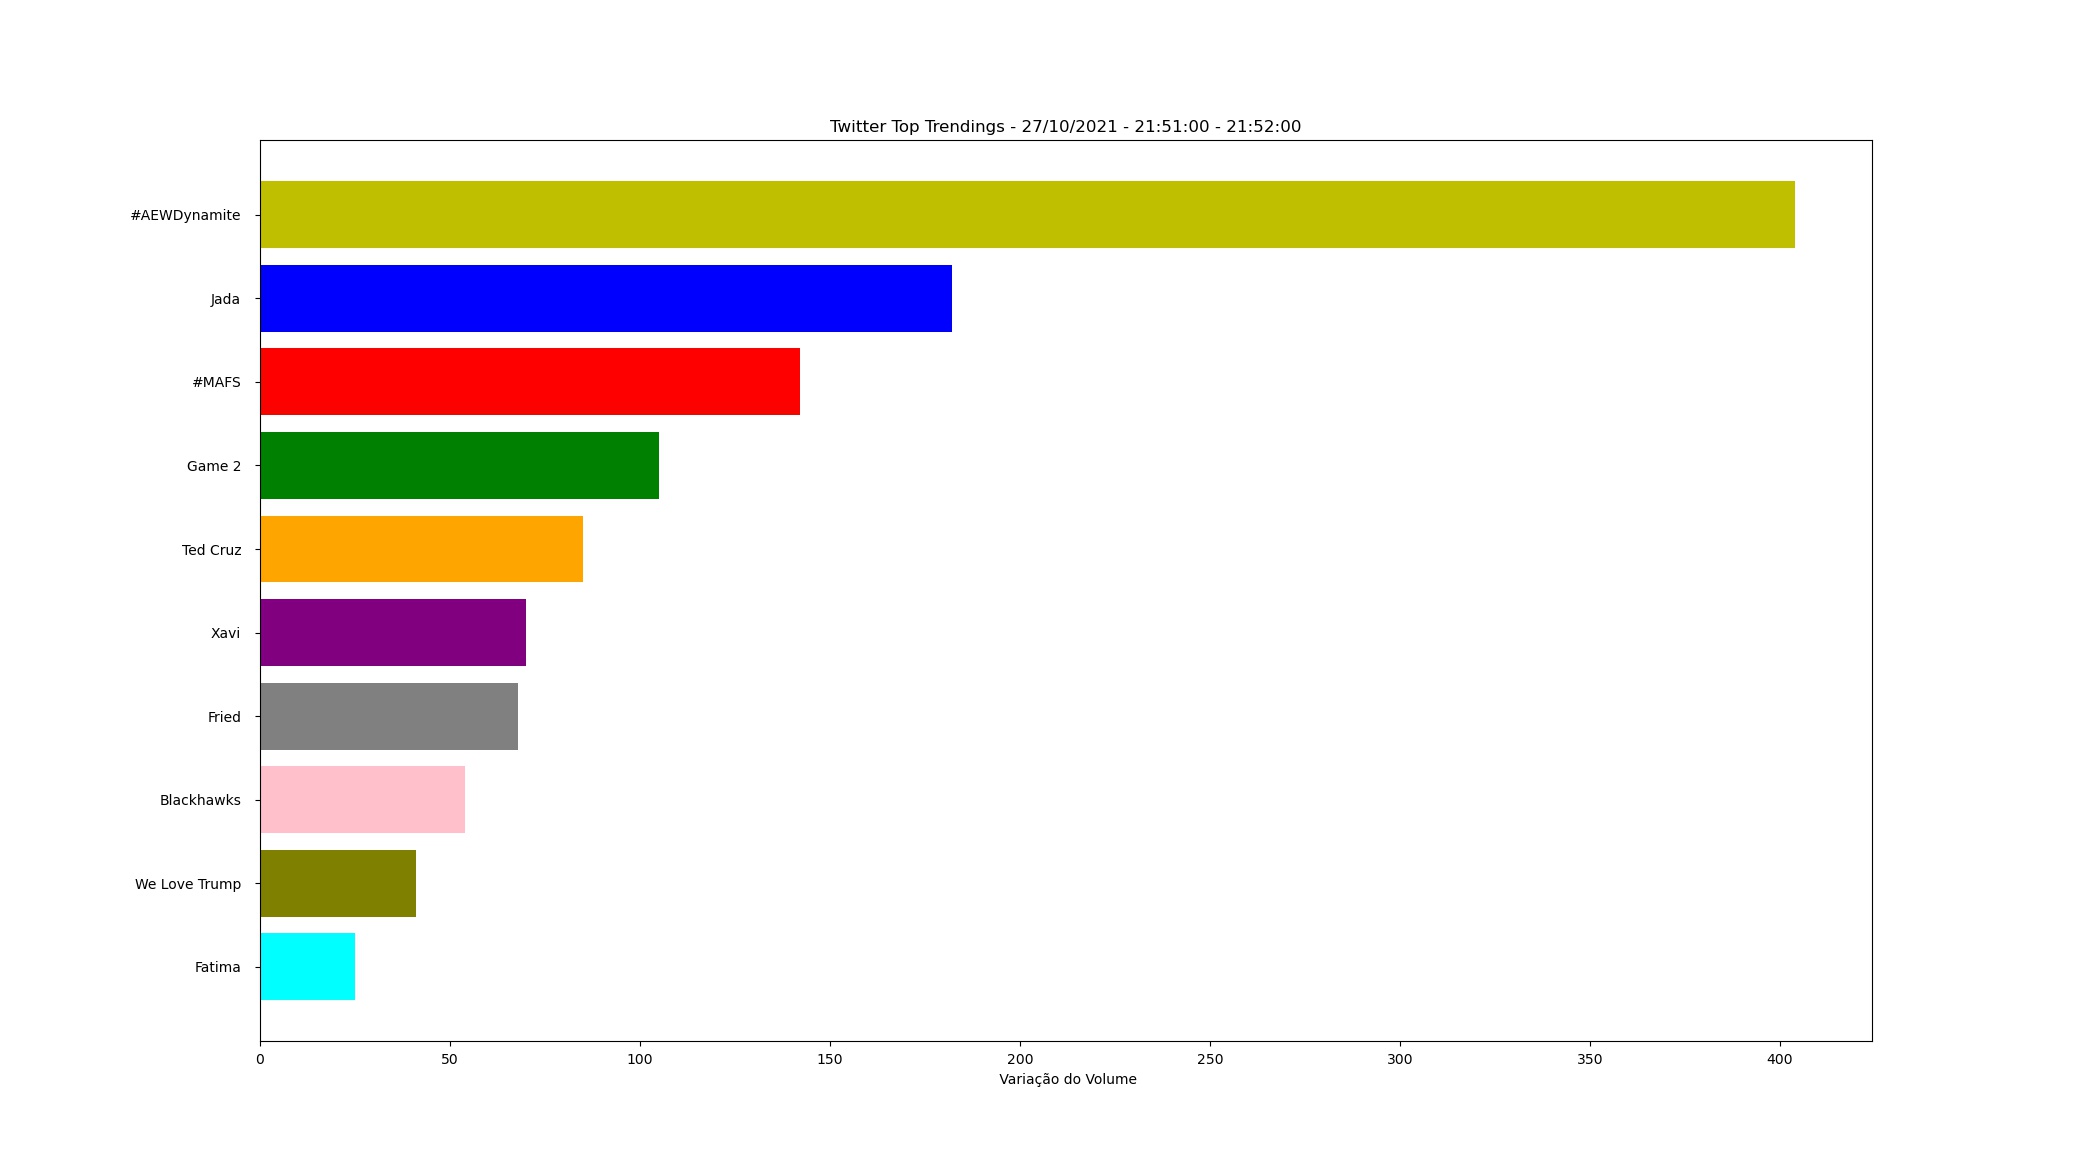 Twitter Top Trendings - 27/10/2021 - 21:51:00 - 21:52:00
#AEWDynamite
Jada
#MAFS
Game 2
Ted Cruz
Xavi
Fried
Blackhawks
We Love Trump
Fatima
0 50 100 150 200 250 300 350 400
Variação do Volume